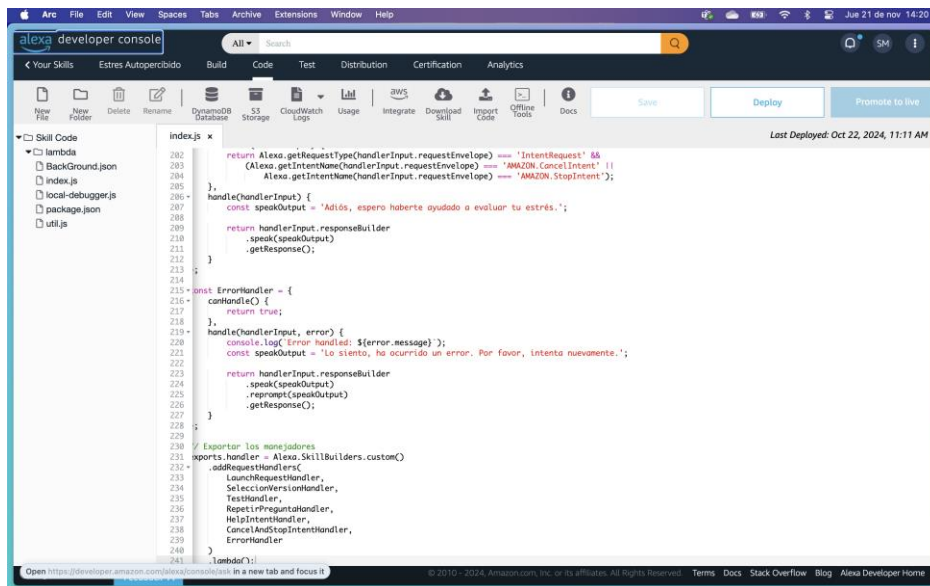 Arc File Edit View Spaces Tabs Archive Extensions Window Help Jue 21 de nov 14:20
alexa developer console All Search SM
Your Skills Estres Autopercibido Build Code Test Distribution Certification Analytics
New File New Folder Delete Rename DynamoDB Database S3 Storage CloudWatch Logs Usage aws Integrate Download Skill Import Code Offline Tools Docs Save Deploy Promote to live
Skill Code index.js x Last Deployed: Oct 22, 2024, 11:11 AM
lambda
BackGround.json
index.js
local-debugger.js
package.json
util.js
202 return Alexa.getRequestType(handlerInput.requestEnvelope) === 'IntentRequest' &&
203 (Alexa.getIntentName(handlerInput.requestEnvelope) === 'AMAZON.CancelIntent' ||
204 Alexa.getIntentName(handlerInput.requestEnvelope) === 'AMAZON.StopIntent');
205 },
206 handle(handlerInput) {
207 const speakOutput = 'Adiós, espero haberte ayudado a evaluar tu estrés.';
208
209 return handlerInput.responseBuilder
210 .speak(speakOutput)
211 .getResponse();
212 }
213 ;
214
215 onst ErrorHandler = {
216 canHandle() {
217 return true;
218 },
219 handle(handlerInput, error) {
220 console.log(`Error handled: ${error.message}`);
221 const speakOutput = 'Lo siento, ha ocurrido un error. Por favor, intenta nuevamente.';
222
223 return handlerInput.responseBuilder
224 .speak(speakOutput)
225 .reprompt(speakOutput)
226 .getResponse();
227 }
228 ;
229
230 / Exportar los manejadores
231 xports.handler = Alexa.SkillBuilders.custom()
232 .addRequestHandlers(
233 LaunchRequestHandler,
234 SeleccionVersionHandler,
235 TestHandler,
236 RepetirPreguntaHandler,
237 HelpIntentHandler,
238 CancelAndStopIntentHandler,
239 ErrorHandler
240 )
241 .lambda();
Open https://developer.amazon.com/alexa/console/ask in a new tab and focus it © 2010 - 2024, Amazon.com, Inc. or its affiliates. All Rights Reserved. Terms Docs Stack Overflow Blog Alexa Developer Home